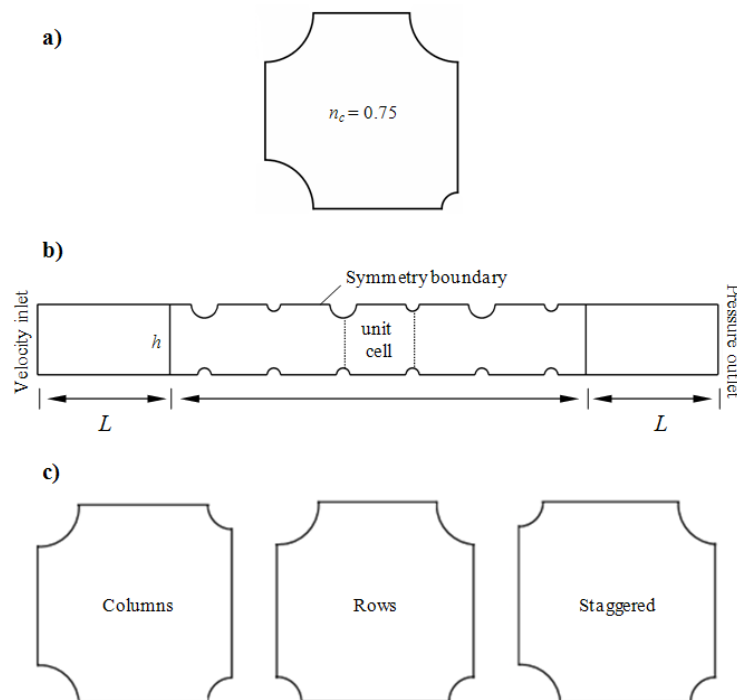 a)
n_c = 0.75
b)
Symmetry boundary
Velocity inlet
h
unit
cell
Pressure outlet
L
L
c)
Columns
Rows
Staggered